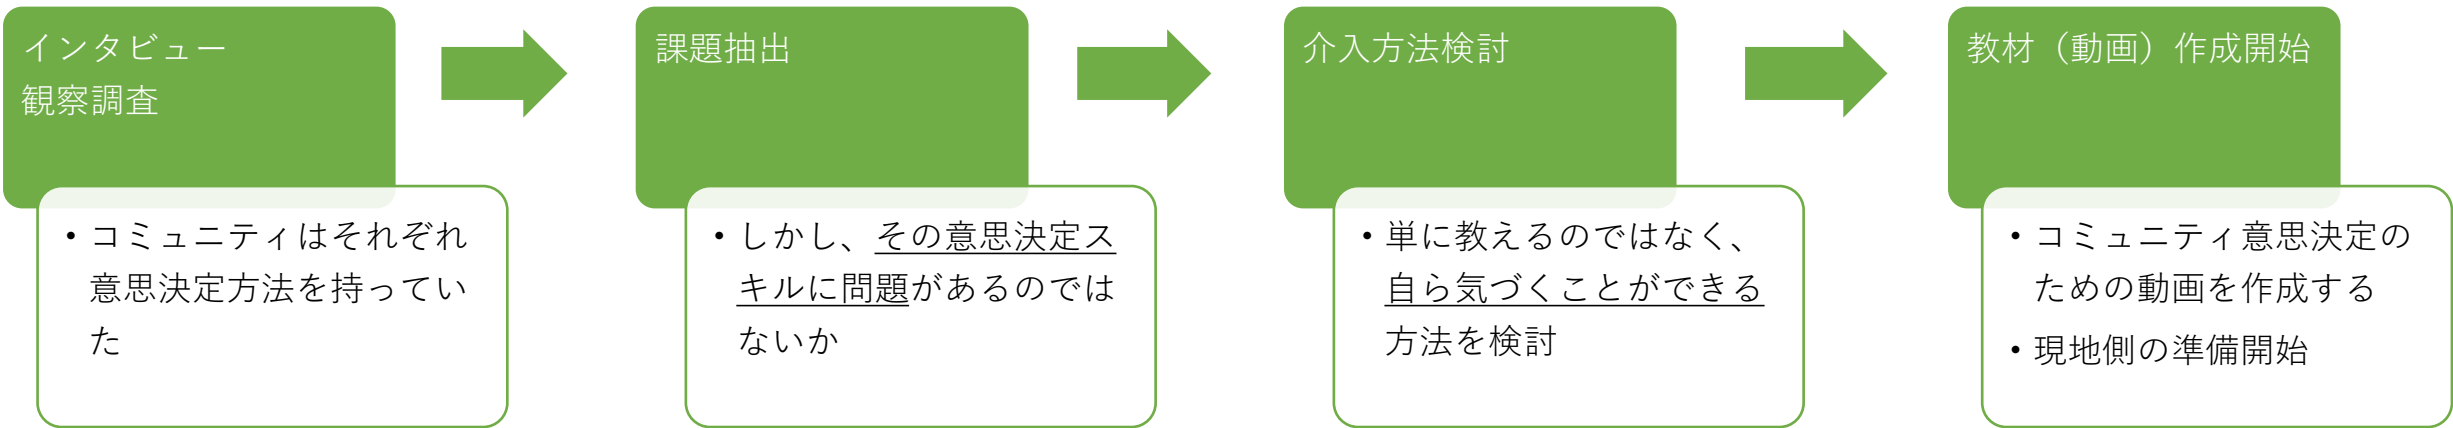 インタビュー
観察調査
• コミュニティはそれぞれ
意思決定方法を持ってい
た
課題抽出
• しかし、その意思決定ス
キルに問題があるのでは
ないか
介入方法検討
• 単に教えるのではなく、
自ら気づくことができる
方法を検討
教材（動画）作成開始
• コミュニティ意思決定の
ための動画を作成する
• 現地側の準備開始